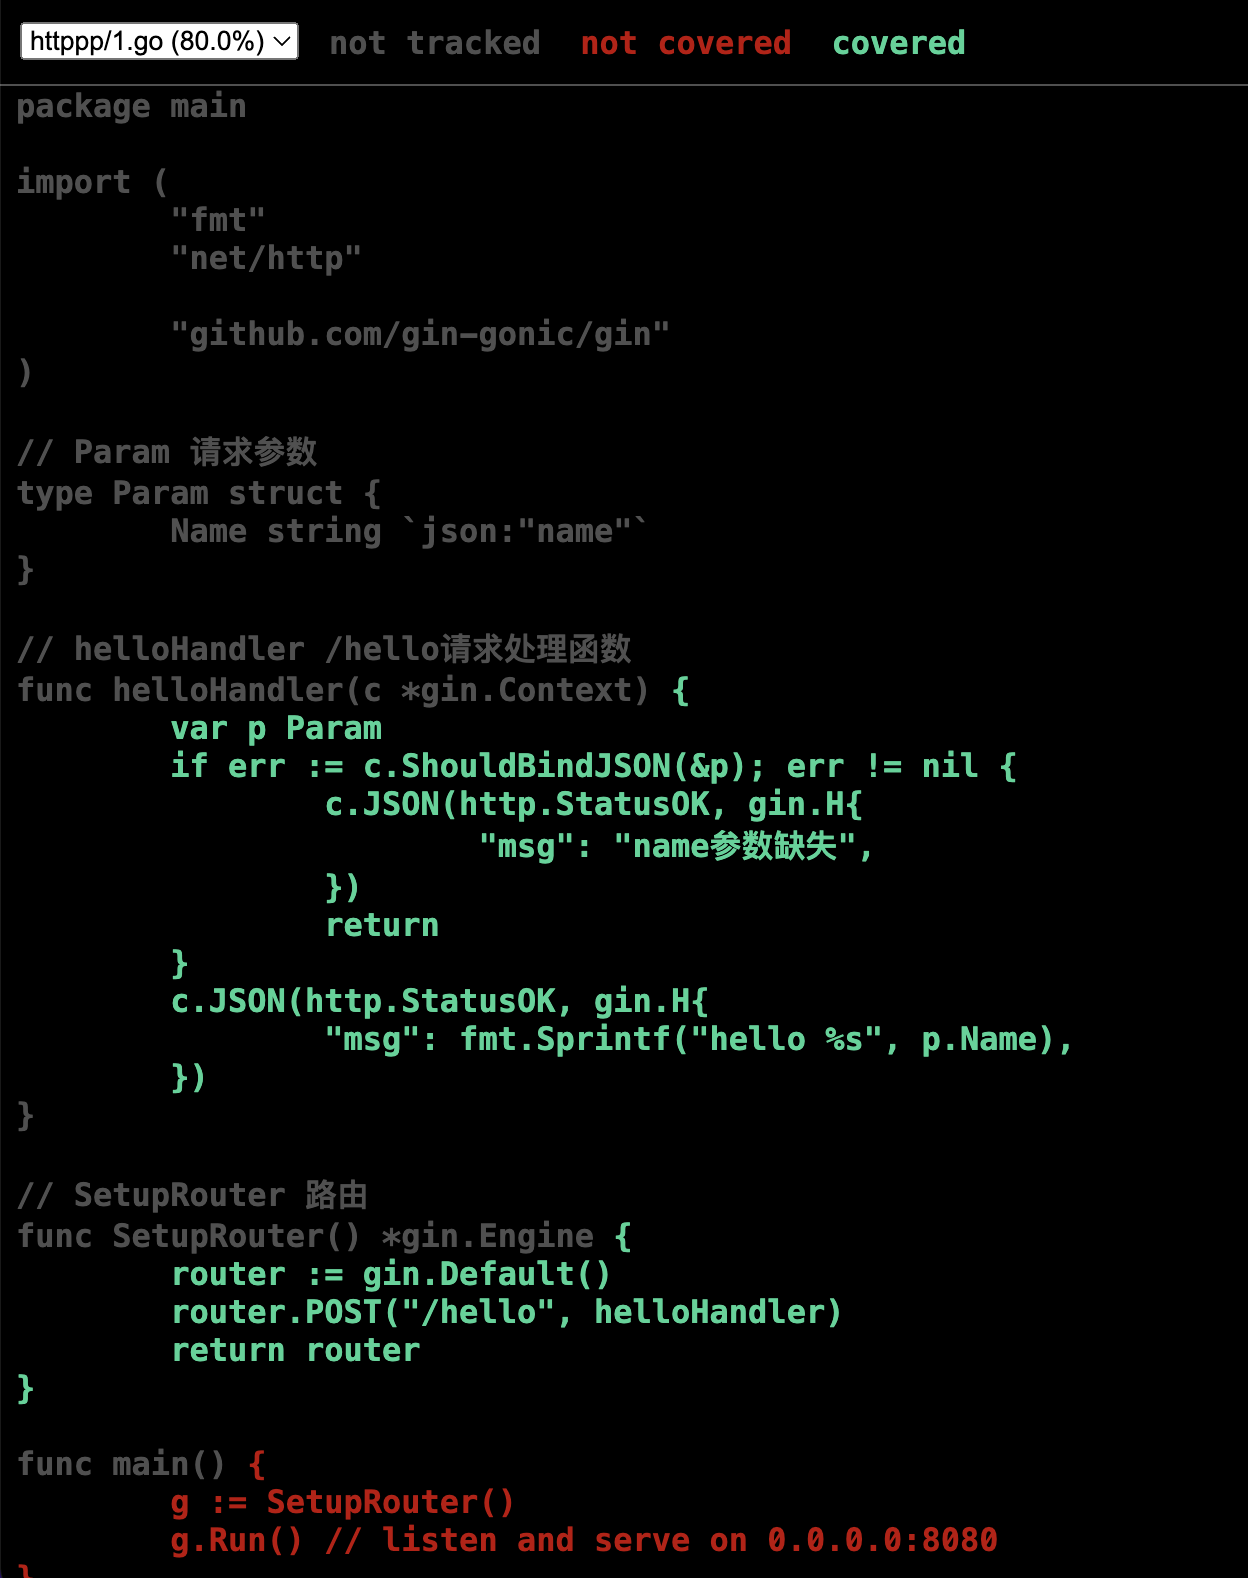 httppp/1.go (80.0%) not tracked not covered covered
package main
import (
"fmt"
"net/http"
"github.com/gin-gonic/gin"
)
// Param 请求参数
type Param struct {
Name string `json:"name"`
}
// helloHandler /hello请求处理函数
func helloHandler(c *gin.Context) {
var p Param
if err := c.ShouldBindJSON(&p); err != nil {
c.JSON(http.StatusOK, gin.H{
"msg": "name参数缺失",
})
return
}
c.JSON(http.StatusOK, gin.H{
"msg": fmt.Sprintf("hello %s", p.Name),
})
}
// SetupRouter 路由
func SetupRouter() *gin.Engine {
router := gin.Default()
router.POST("/hello", helloHandler)
return router
}
func main() {
g := SetupRouter()
g.Run() // listen and serve on 0.0.0.0:8080
}